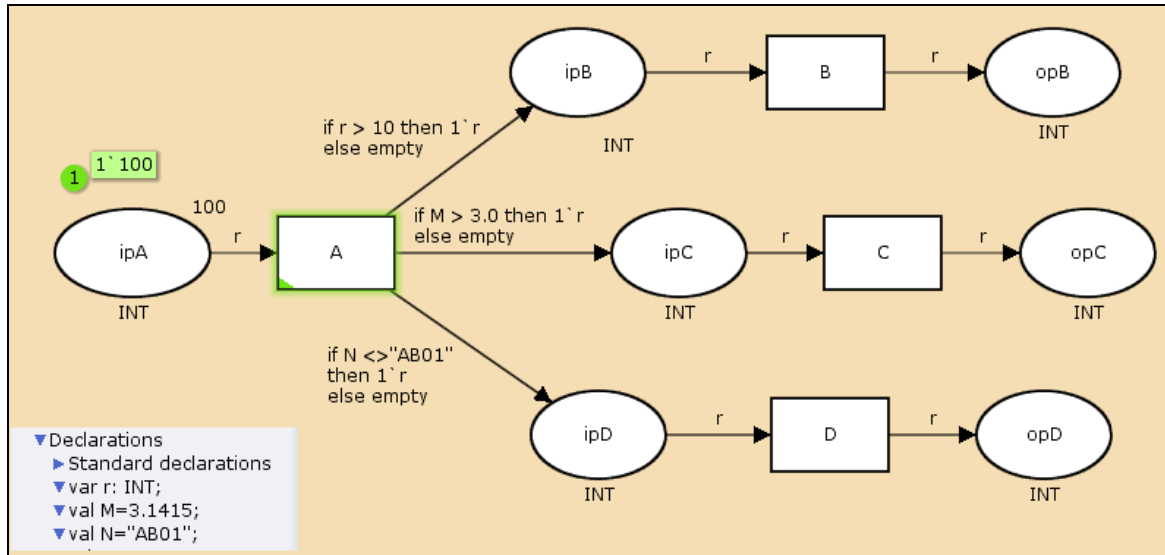 ipB
r
B
r
opB
INT
INT
if r > 10 then 1`r
else empty
1
1`100
100
ipA
r
A
INT
if M > 3.0 then 1`r
else empty
ipC
r
C
r
opC
INT
INT
if N <>"AB01"
then 1`r
else empty
ipD
r
D
r
opD
INT
INT
Declarations
Standard declarations
var r: INT;
val M=3.1415;
val N="AB01";